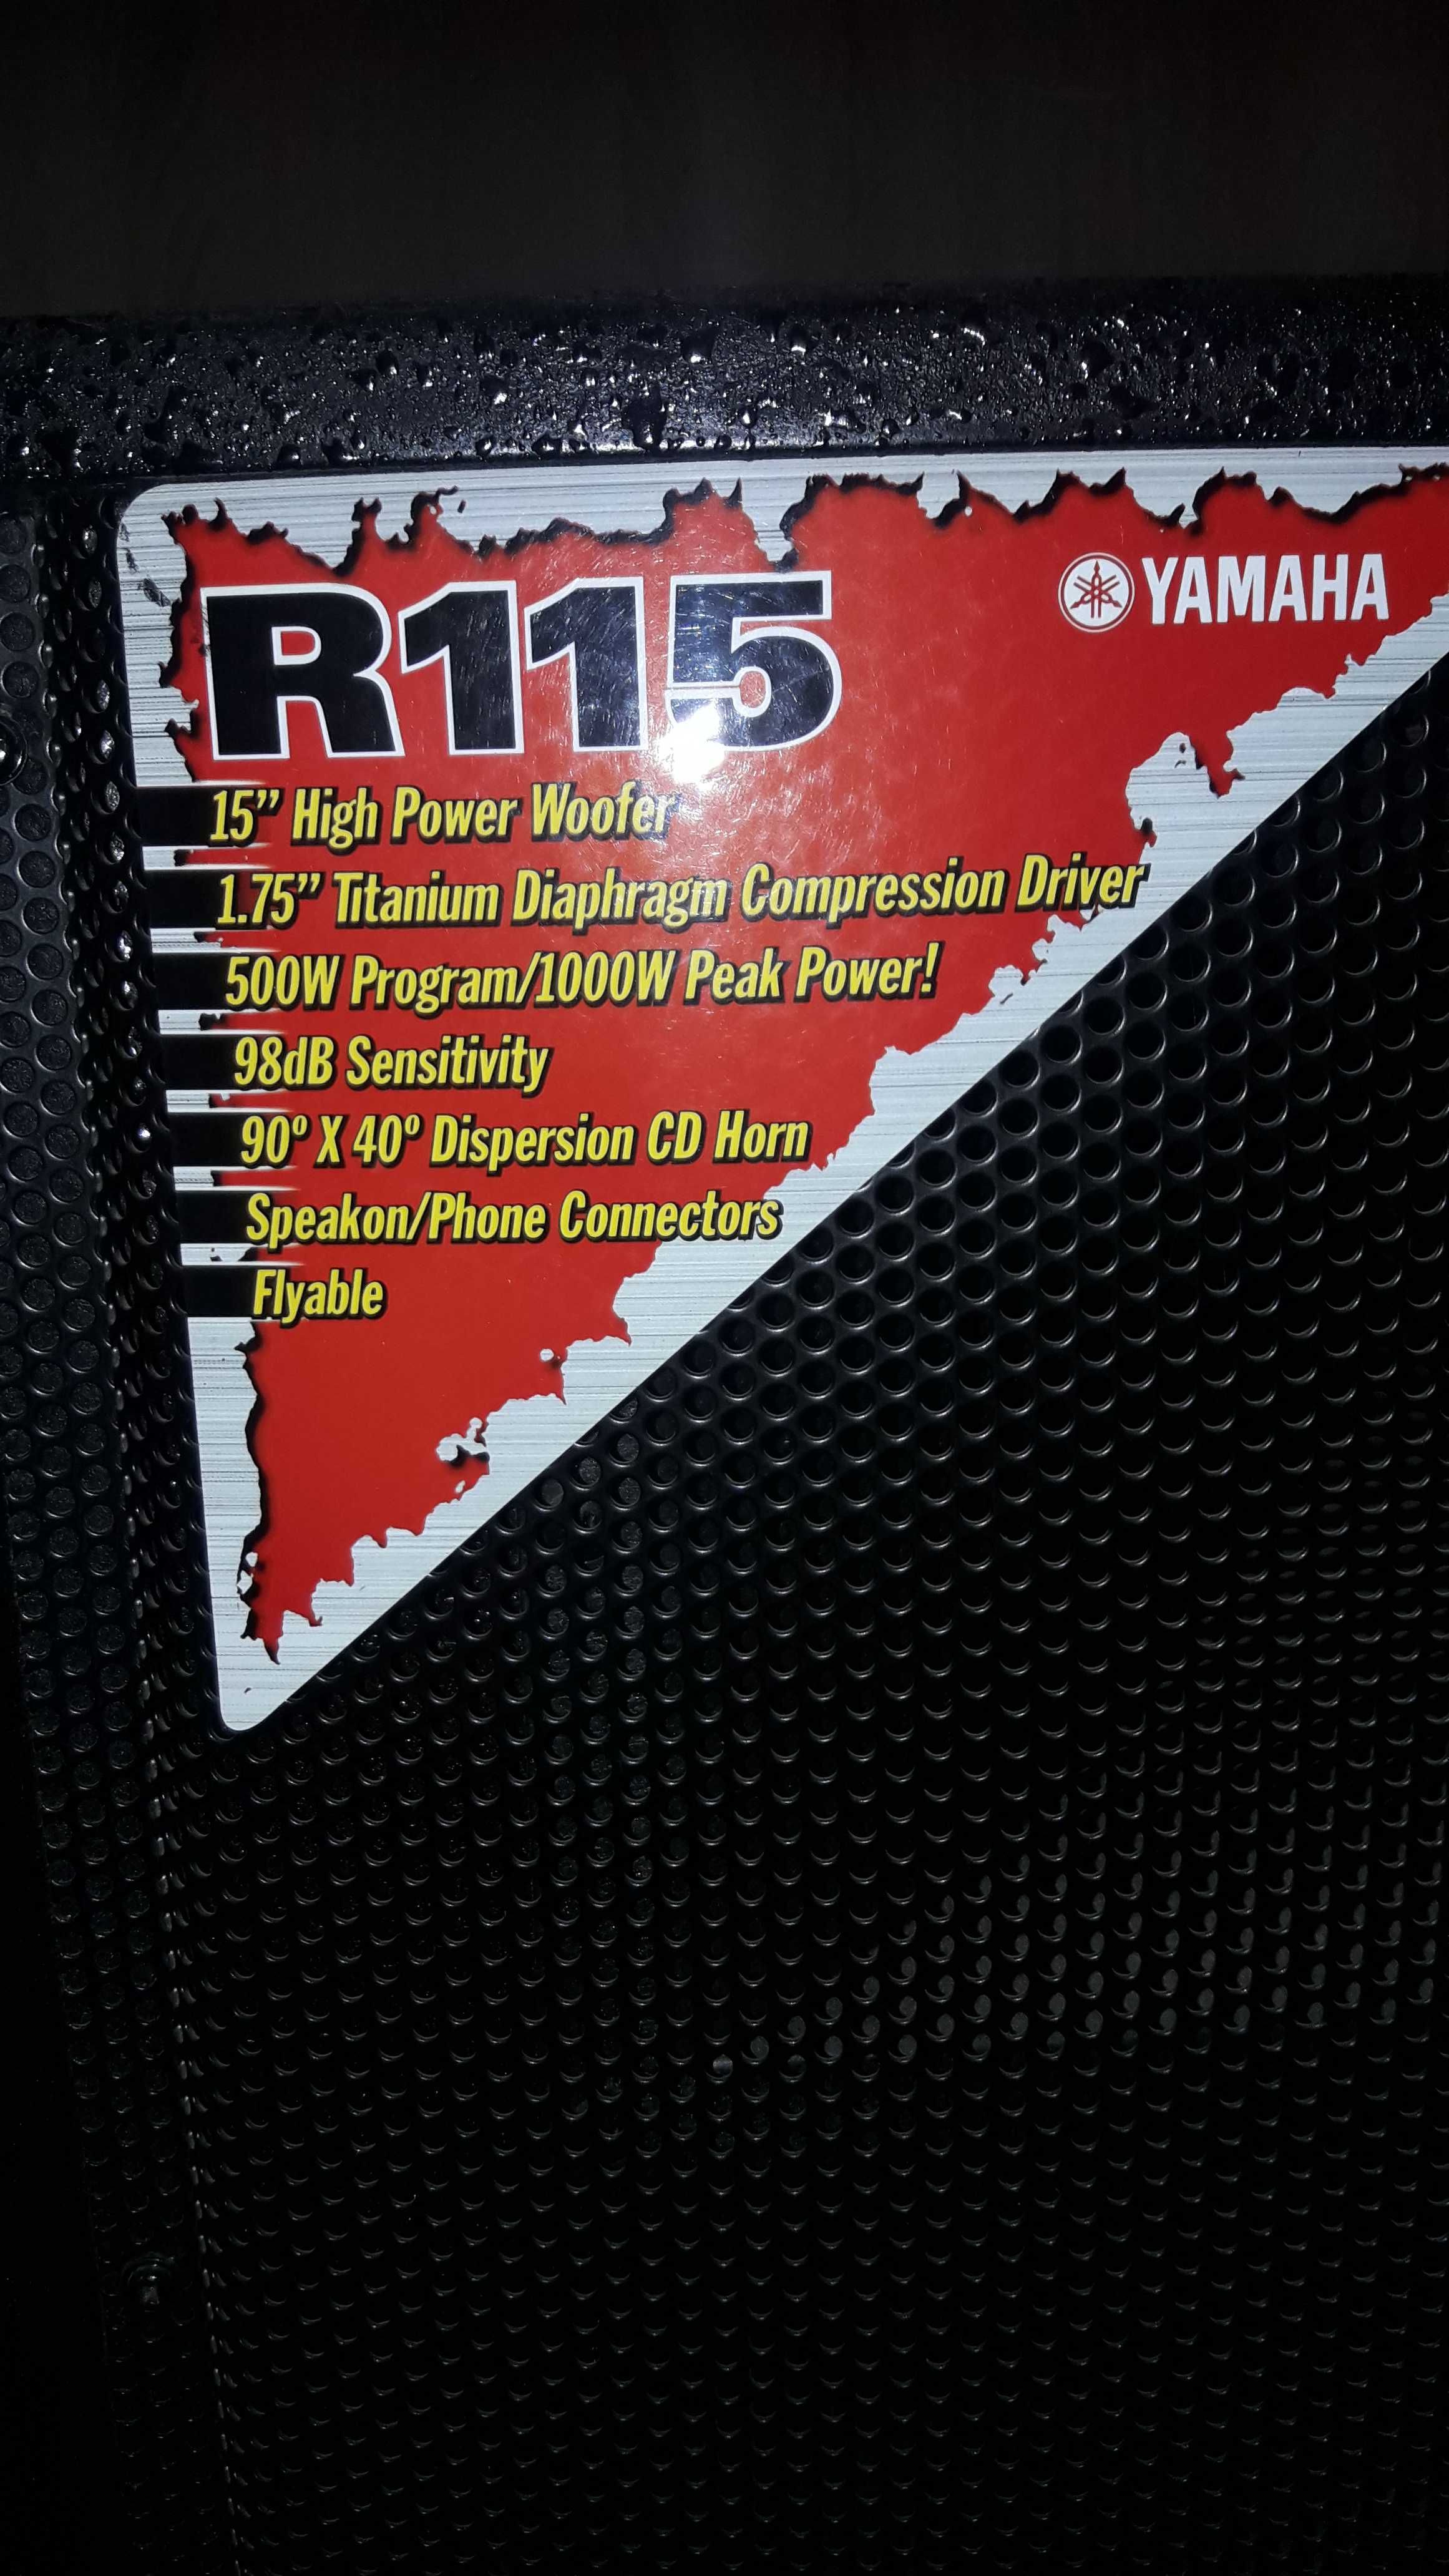 R115
YAMAHA
15” High Power Woofer
1.75” Titanium Diaphragm Compression Driver
500W Program/1000W Peak Power!
98dB Sensitivity
90º X 40º Dispersion CD Horn
Speakon/Phone Connectors
Flyable